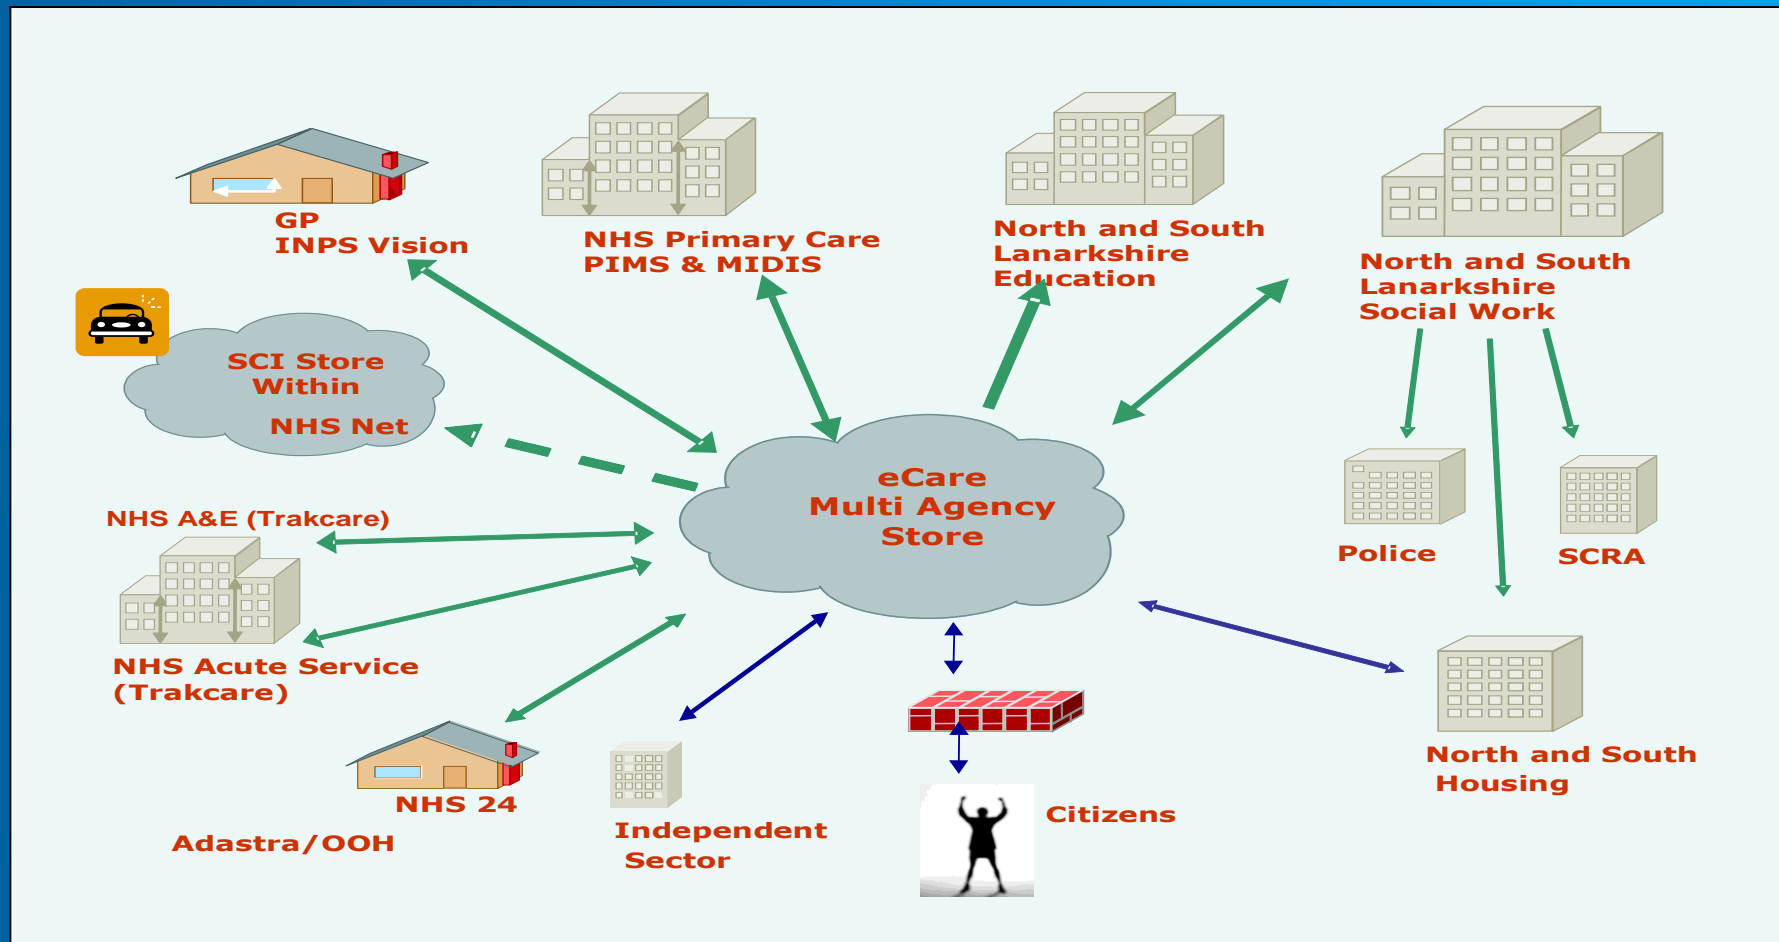 GP
INPS Vision
NHS Primary Care
PIMS & MIDIS
North and South
Lanarkshire
Education
North and South
Lanarkshire
Social Work
SCI Store
Within
NHS Net
eCare
Multi Agency
Store
NHS A&E (Trakcare)
Police
SCRA
NHS Acute Service
(Trakcare)
North and South
Housing
NHS 24
Adastra/OOH
Independent
Sector
Citizens